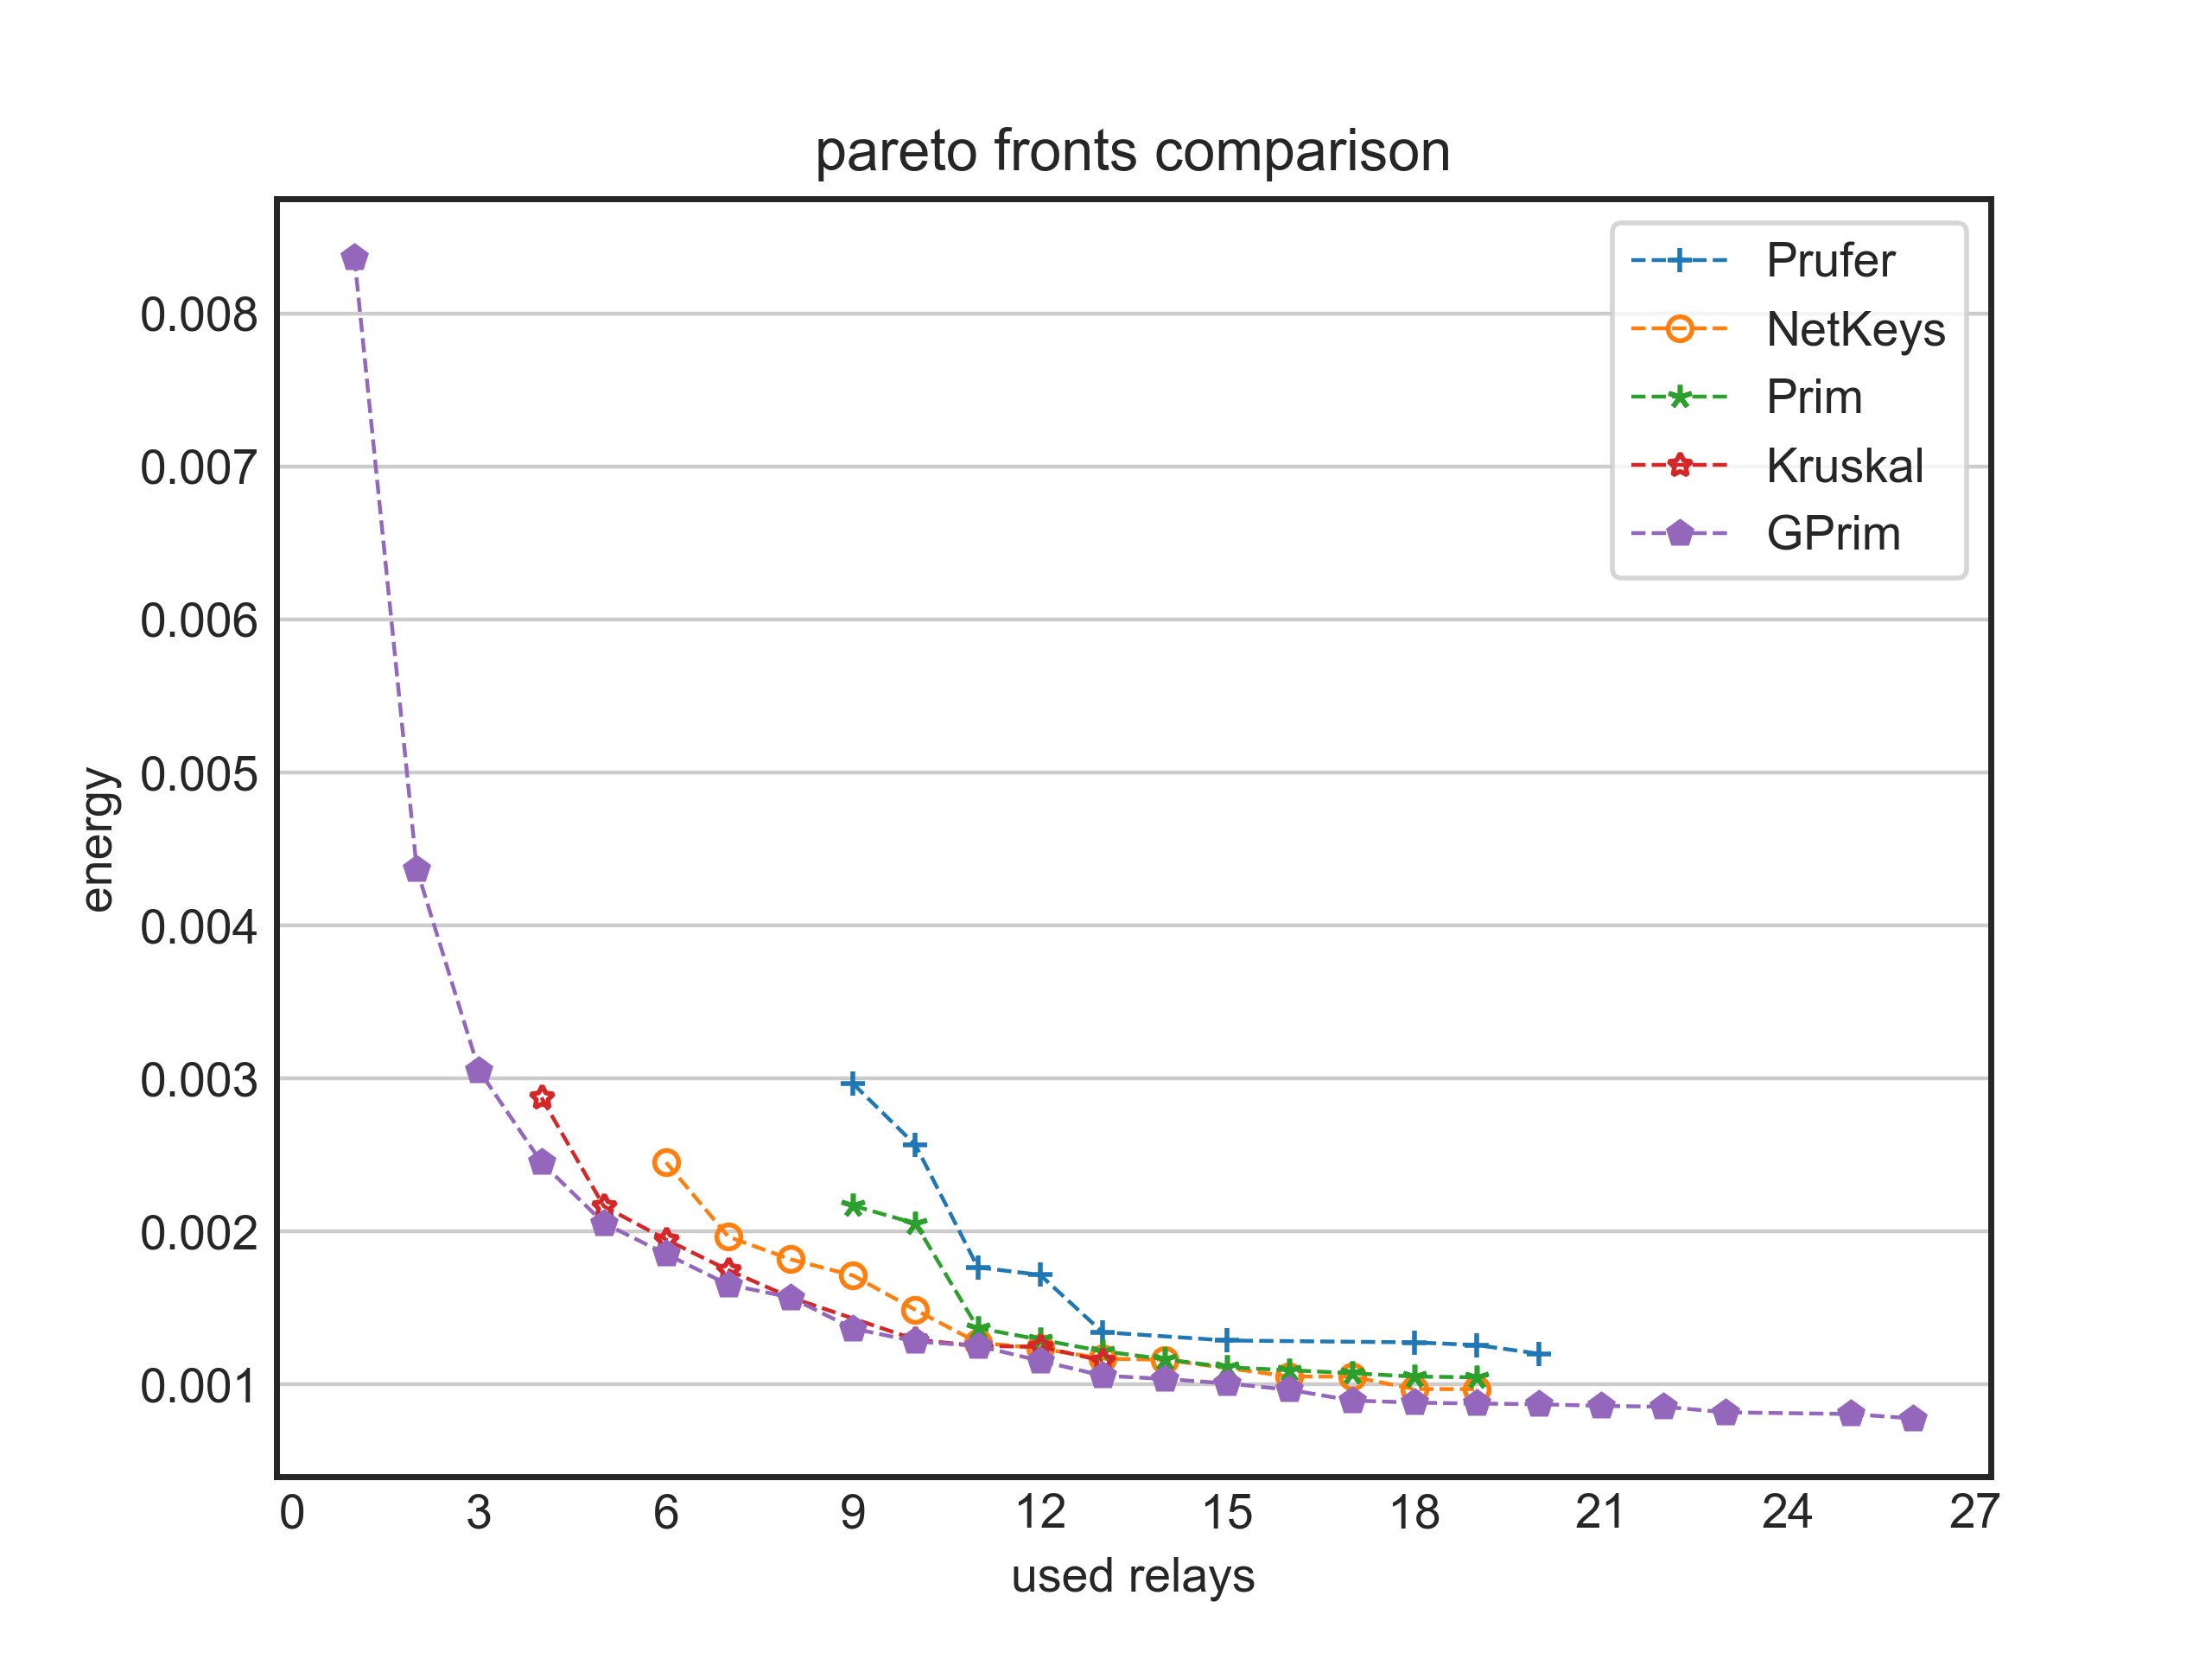 pareto fronts comparison
Prufer
NetKeys
Prim
Kruskal
GPrim
0.008
0.007
0.006
0.005
0.004
0.003
0.002
0.001
energy
0 3 6 9 12 15 18 21 24 27
used relays